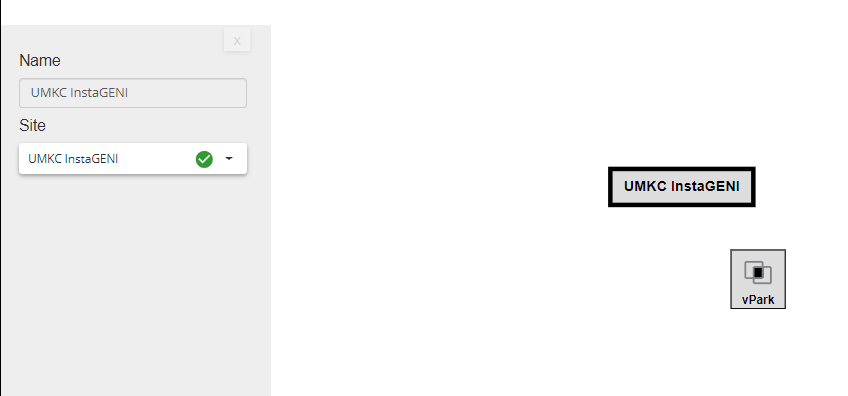 x
Name
UMKC InstaGENI
Site
UMKC InstaGENI
UMKC InstaGENI
vPark